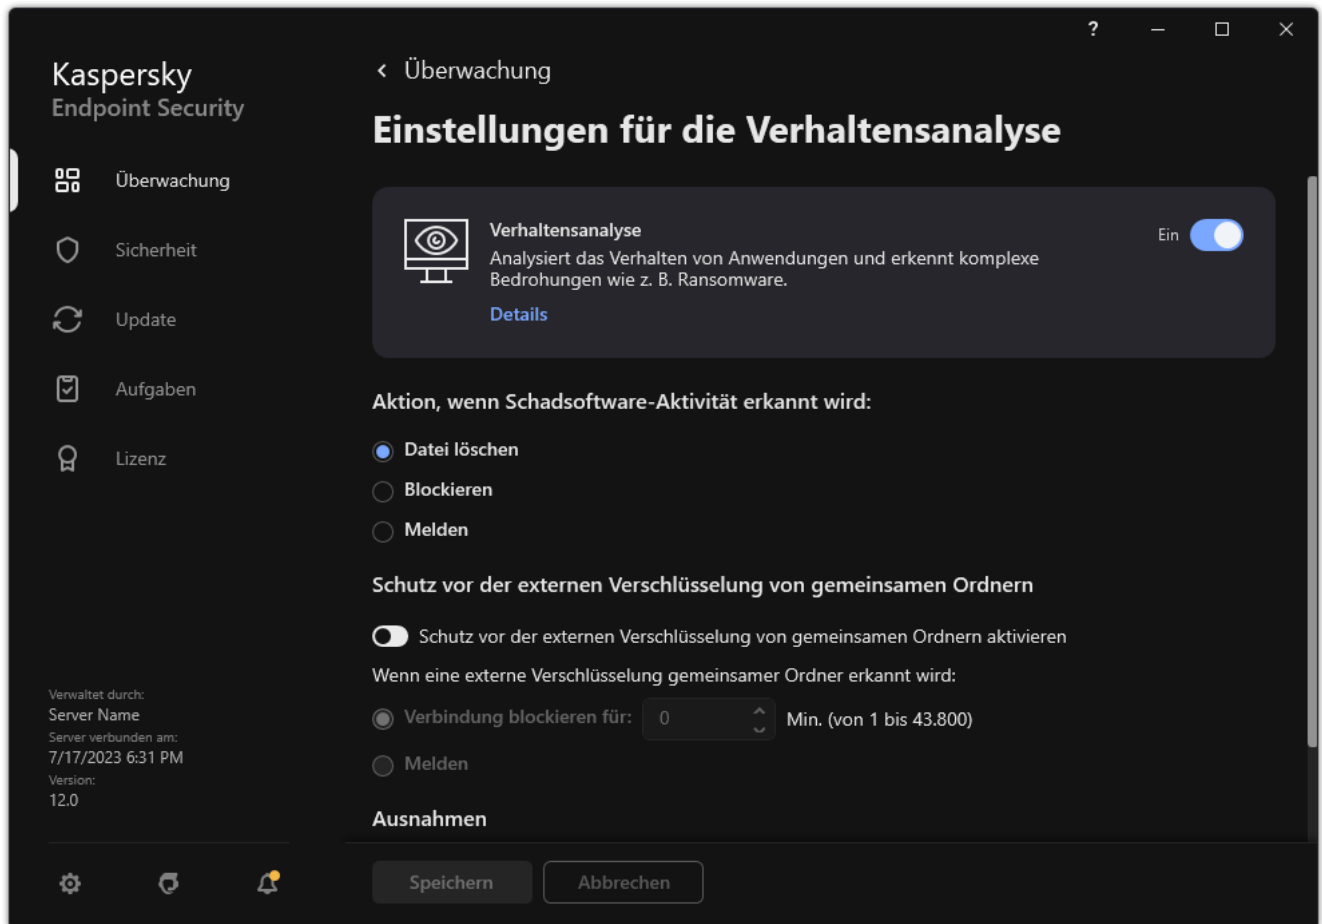 ?
Kaspersky
Endpoint Security
Überwachung
Sicherheit
Update
Aufgaben
Lizenz
Verwaltet durch:
Server Name
Server verbunden am:
7/17/2023 6:31 PM
Version:
12.0
Überwachung
Einstellungen für die Verhaltensanalyse
Verhaltensanalyse
Ein
Analysiert das Verhalten von Anwendungen und erkennt komplexe
Bedrohungen wie z. B. Ransomware.
Details
Aktion, wenn Schadsoftware-Aktivität erkannt wird:
Datei löschen
Blockieren
Melden
Schutz vor der externen Verschlüsselung von gemeinsamen Ordnern
Schutz vor der externen Verschlüsselung von gemeinsamen Ordnern aktivieren
Wenn eine externe Verschlüsselung gemeinsamer Ordner erkannt wird:
Verbindung blockieren für: 0 Min. (von 1 bis 43.800)
Melden
Ausnahmen
Speichern Abbrechen